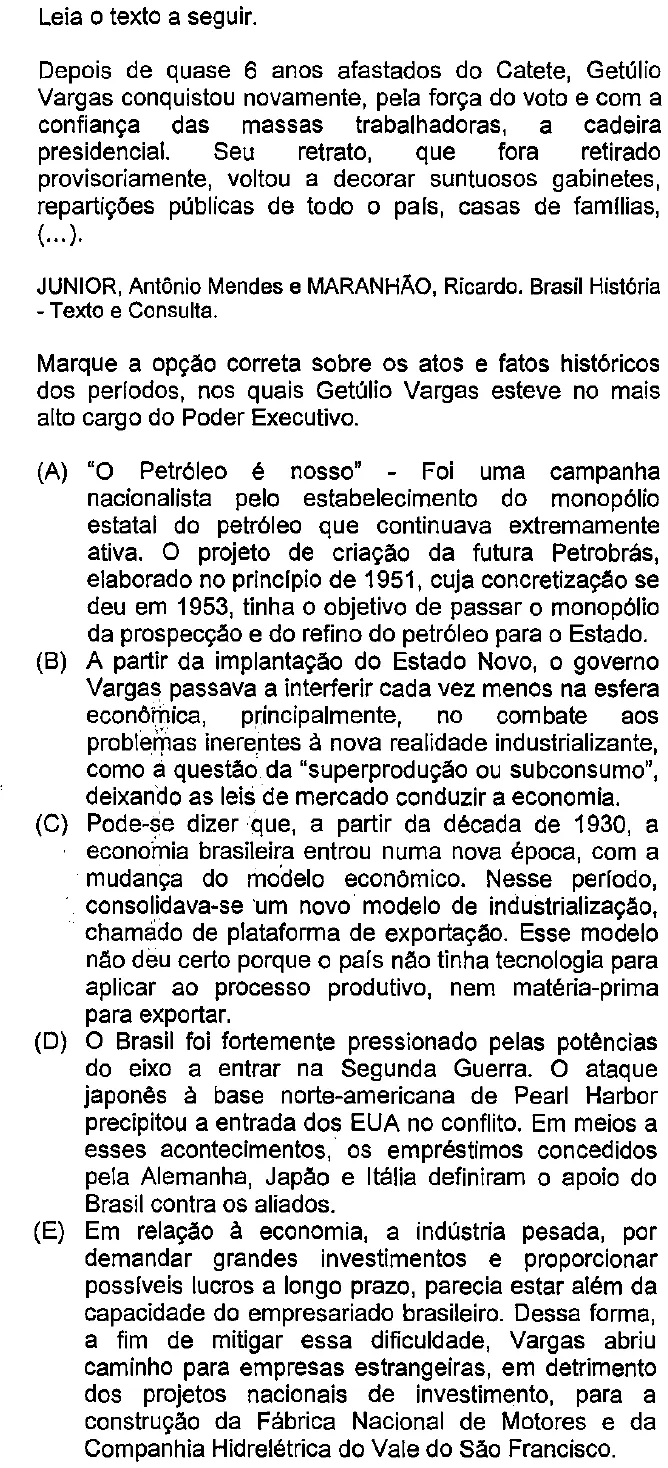 Leia o texto a seguir.
Depois de quase 6 anos afastados do Catete, Getúlio
Vargas conquistou novamente, pela força do voto e com a
confiança das massas trabalhadoras, a cadeira
presidencial. Seu retrato, que fora retirado
provisoriamente, voltou a decorar suntuosos gabinetes,
repartições públicas de todo o país, casas de famílias,
(...).
JUNIOR, Antônio Mendes e MARANHÃO, Ricardo. Brasil História
- Texto e Consulta.
Marque a opção correta sobre os atos e fatos históricos
dos períodos, nos quais Getúlio Vargas esteve no mais
alto cargo do Poder Executivo.
(A) "O Petróleo é nosso" - Foi uma campanha
nacionalista pelo estabelecimento do monopólio
estatal do petróleo que continuava extremamente
ativa. O projeto de criação da futura Petrobrás,
elaborado no princípio de 1951, cuja concretização se
deu em 1953, tinha o objetivo de passar o monopólio
da prospecção e do refino do petróleo para o Estado.
(B) A partir da implantação do Estado Novo, o governo
Vargas passava a interferir cada vez menos na esfera
econômica, principalmente, no combate aos
problemas inerentes à nova realidade industrializante,
como a questão da "superprodução ou subconsumo",
deixando as leis de mercado conduzir a economia.
(C) Pode-se dizer que, a partir da década de 1930, a
economia brasileira entrou numa nova época, com a
mudança do modelo econômico. Nesse período,
consolidava-se um novo modelo de industrialização,
chamado de plataforma de exportação. Esse modelo
não deu certo porque o país não tinha tecnologia para
aplicar ao processo produtivo, nem matéria-prima
para exportar.
(D) O Brasil foi fortemente pressionado pelas potências
do eixo a entrar na Segunda Guerra. O ataque
japonês à base norte-americana de Pearl Harbor
precipitou a entrada dos EUA no conflito. Em meios a
esses acontecimentos, os empréstimos concedidos
pela Alemanha, Japão e Itália definiram o apoio do
Brasil contra os aliados.
(E) Em relação à economia, a indústria pesada, por
demandar grandes investimentos e proporcionar
possíveis lucros a longo prazo, parecia estar além da
capacidade do empresariado brasileiro. Dessa forma,
a fim de mitigar essa dificuldade, Vargas abriu
caminho para empresas estrangeiras, em detrimento
dos projetos nacionais de investimento, para a
construção da Fábrica Nacional de Motores e da
Companhia Hidrelétrica do Vale do São Francisco.